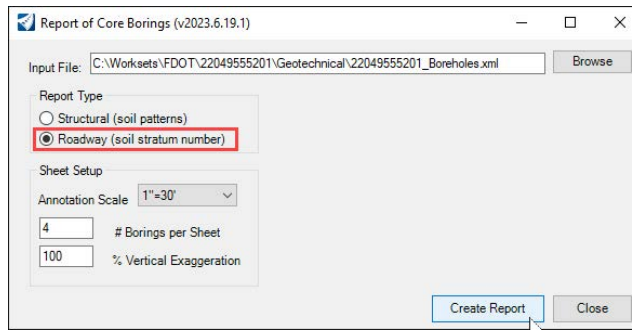 Report of Core Borings (v2023.6.19.1)
Input File: C:\Worksets\FDOT\22049555201\Geotechnical\22049555201_Boreholes.xml Browse
Report Type
Structural (soil patterns)
Roadway (soil stratum number)
Sheet Setup
Annotation Scale 1"=30'
4 # Borings per Sheet
100 % Vertical Exaggeration
Create Report Close